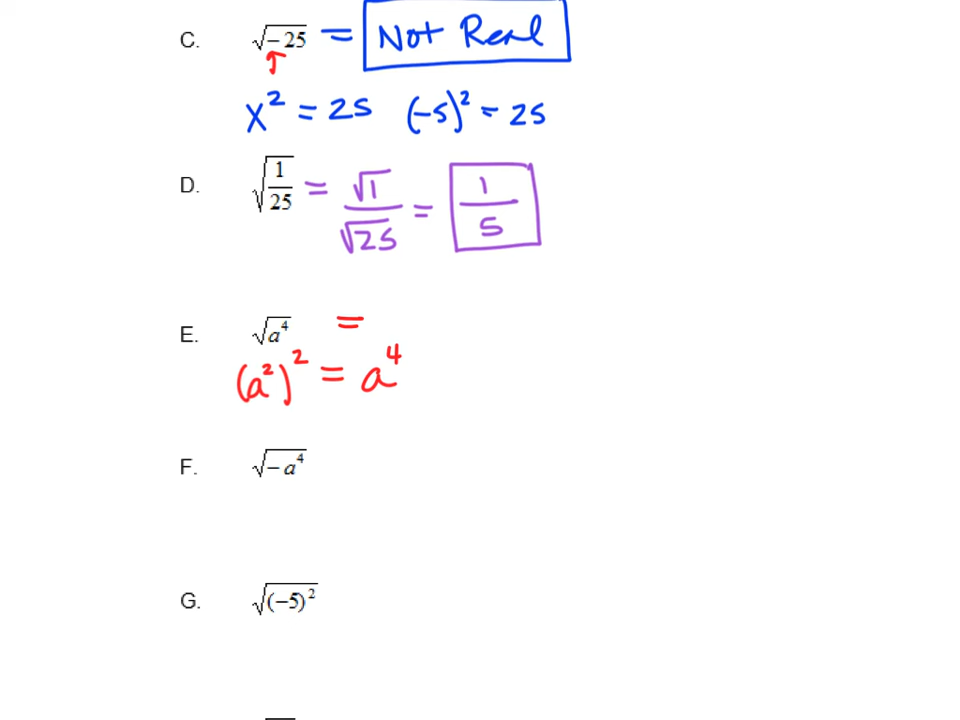 C. √-25 = Not Real
↑
x² = 25 (-5)² = 25
D. √(1/25) = √1/√25 = 1/5
E. √a⁴ =
(a²)² = a⁴
F. √-a⁴
G. √(-5)²